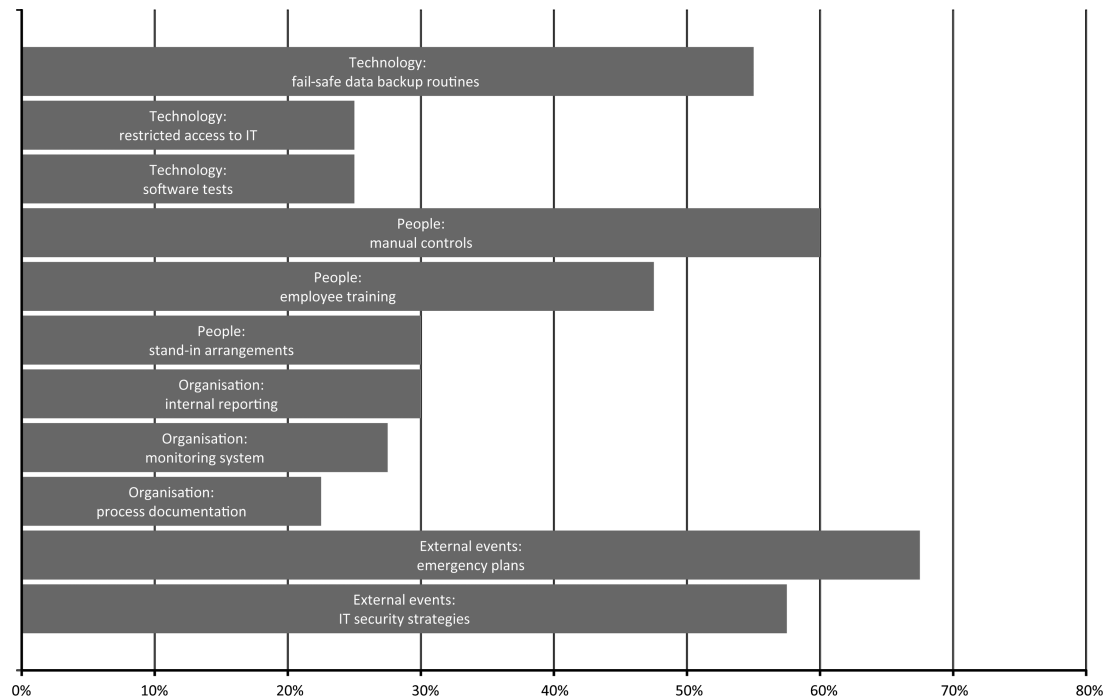 Technology:
fail-safe data backup routines
Technology:
restricted access to IT
Technology:
software tests
People:
manual controls
People:
employee training
People:
stand-in arrangements
Organisation:
internal reporting
Organisation:
monitoring system
Organisation:
process documentation
External events:
emergency plans
External events:
IT security strategies
0% 10% 20% 30% 40% 50% 60% 70% 80%